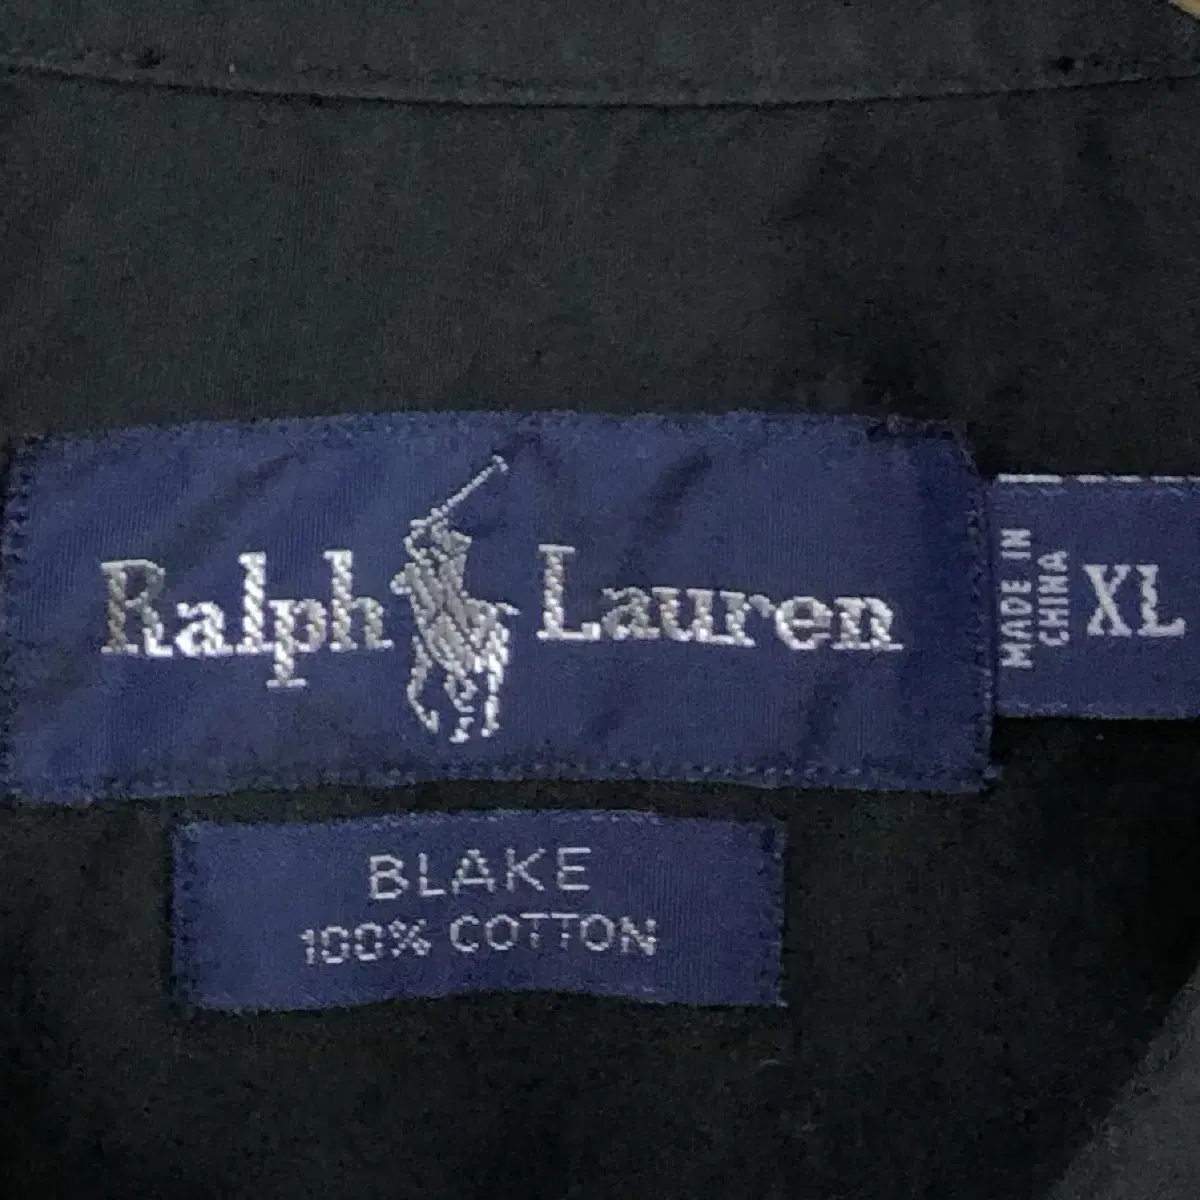 Ralph Lauren
MADE IN
CHINA
XL
BLAKE
100% COTTON